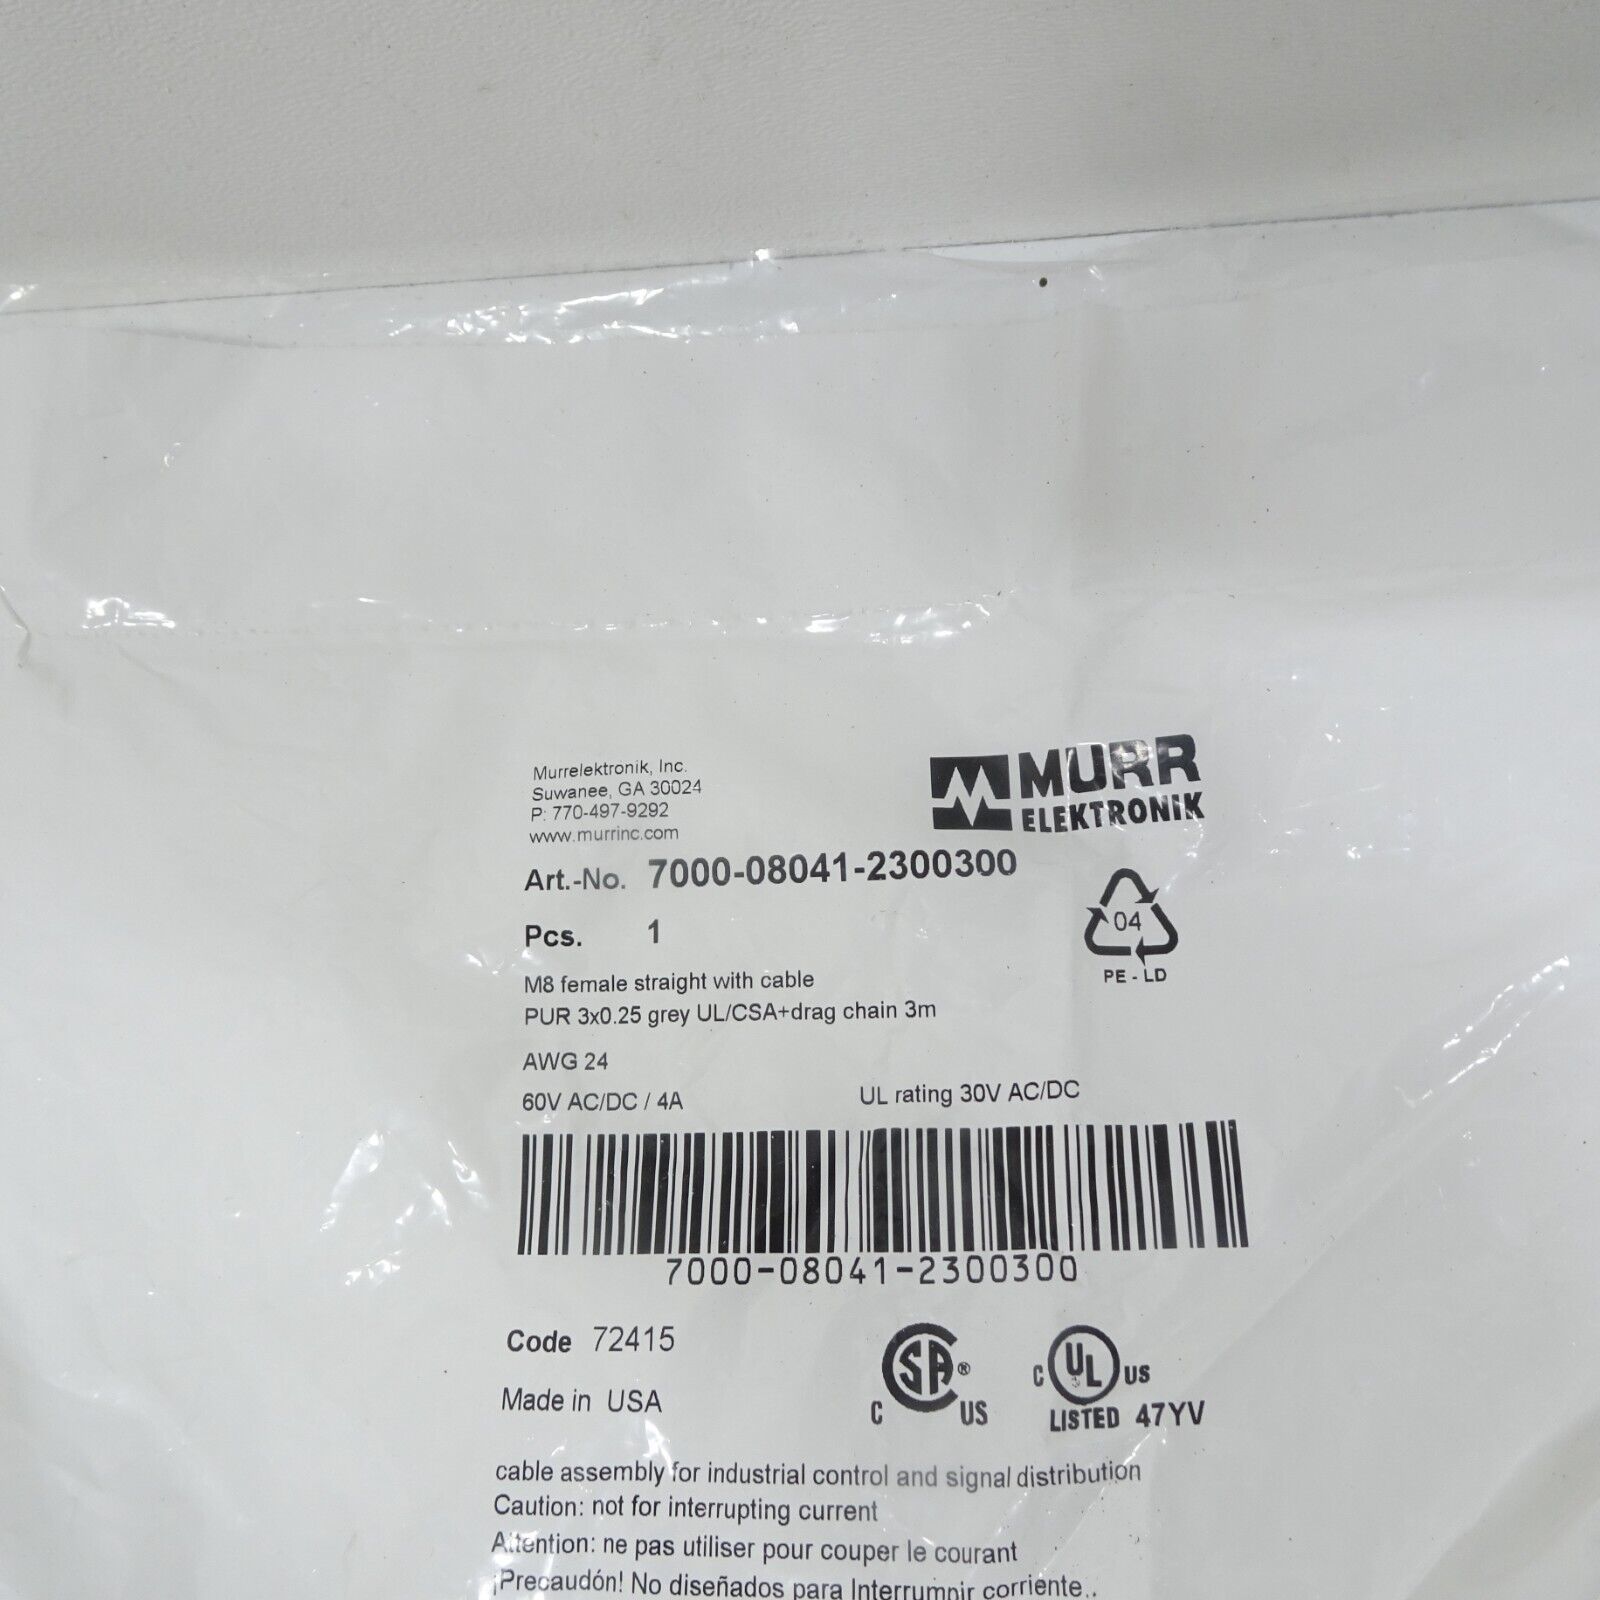 Murrelektronik, Inc.
Suwanee, GA 30024
P: 770-497-9292
www.murrinc.com
MURR
ELEKTRONIK
Art.-No. 7000-08041-2300300
Pcs. 1
04
PE - LD
M8 female straight with cable
PUR 3x0.25 grey UL/CSA+drag chain 3m
AWG 24
60V AC/DC / 4A UL rating 30V AC/DC
7000-08041-2300300
Code 72415
Made in USA
C SA ® US
C UL US
LISTED 47YV
cable assembly for industrial control and signal distribution
Caution: not for interrupting current
Attention: ne pas utiliser pour couper le courant
¡Precaudón! No diseñados para Interrumpir corriente..